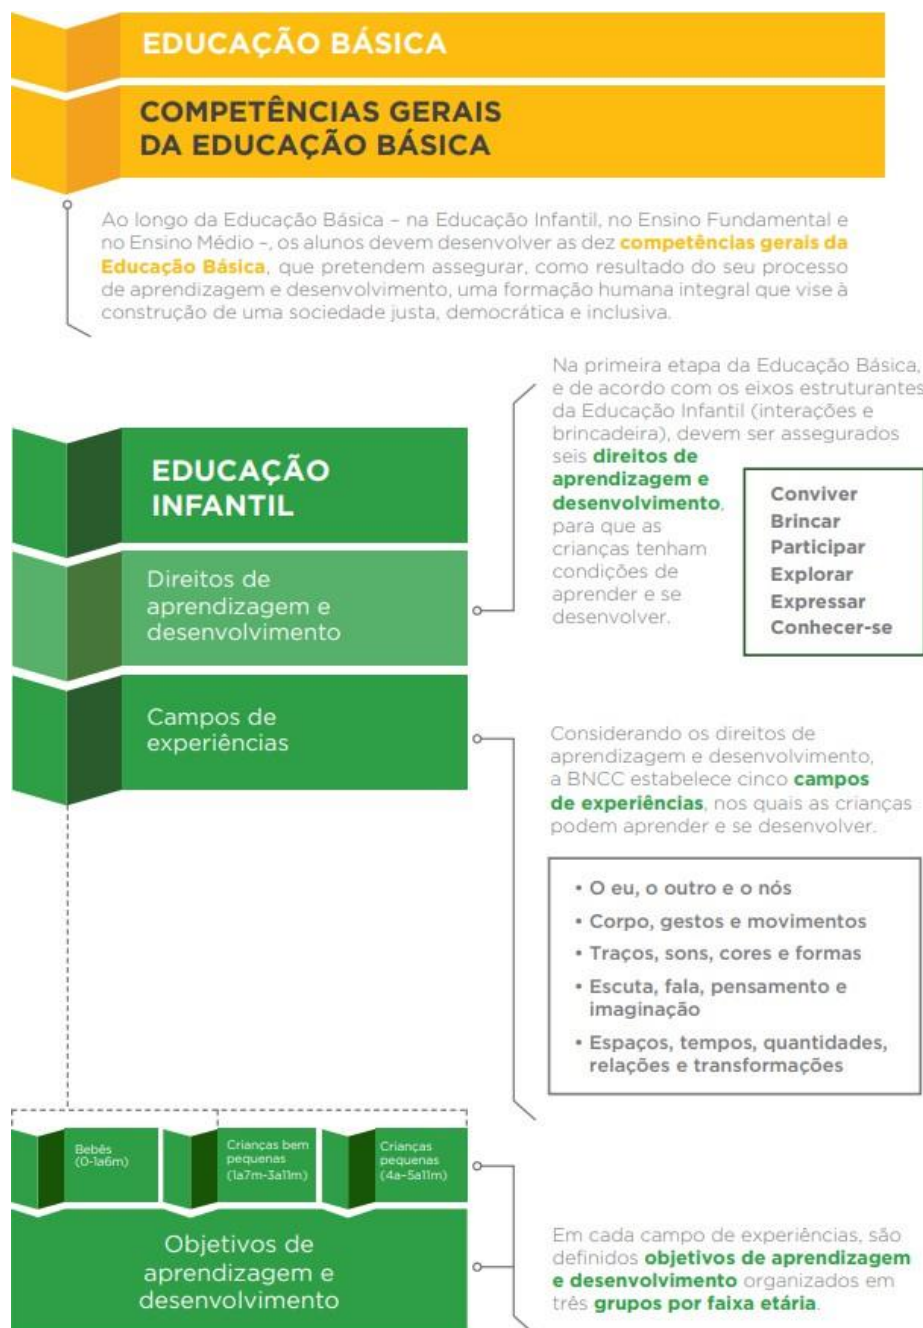 EDUCAÇÃO BÁSICA
COMPETÊNCIAS GERAIS
DA EDUCAÇÃO BÁSICA
Ao longo da Educação Básica – na Educação Infantil, no Ensino Fundamental e
no Ensino Médio –, os alunos devem desenvolver as dez competências gerais da
Educação Básica, que pretendem assegurar, como resultado do seu processo
de aprendizagem e desenvolvimento, uma formação humana integral que vise à
construção de uma sociedade justa, democrática e inclusiva.
EDUCAÇÃO
INFANTIL
Direitos de
aprendizagem e
desenvolvimento
Na primeira etapa da Educação Básica,
e de acordo com os eixos estruturantes
da Educação Infantil (interações e
brincadeira), devem ser assegurados
seis direitos de
aprendizagem e
desenvolvimento,
para que as
crianças tenham
condições de
aprender e se
desenvolver.
Conviver
Brincar
Participar
Explorar
Expressar
Conhecer-se
Campos de
experiências
Considerando os direitos de
aprendizagem e desenvolvimento,
a BNCC estabelece cinco campos
de experiências, nos quais as crianças
podem aprender e se desenvolver.
• O eu, o outro e o nós
• Corpo, gestos e movimentos
• Traços, sons, cores e formas
• Escuta, fala, pensamento e
imaginação
• Espaços, tempos, quantidades,
relações e transformações
Bebês
(0-1a6m)
Crianças bem
pequenas
(1a7m-3a11m)
Crianças
pequenas
(4a-5a11m)
Objetivos de
aprendizagem e
desenvolvimento
Em cada campo de experiências, são
definidos objetivos de aprendizagem
e desenvolvimento organizados em
três grupos por faixa etária.